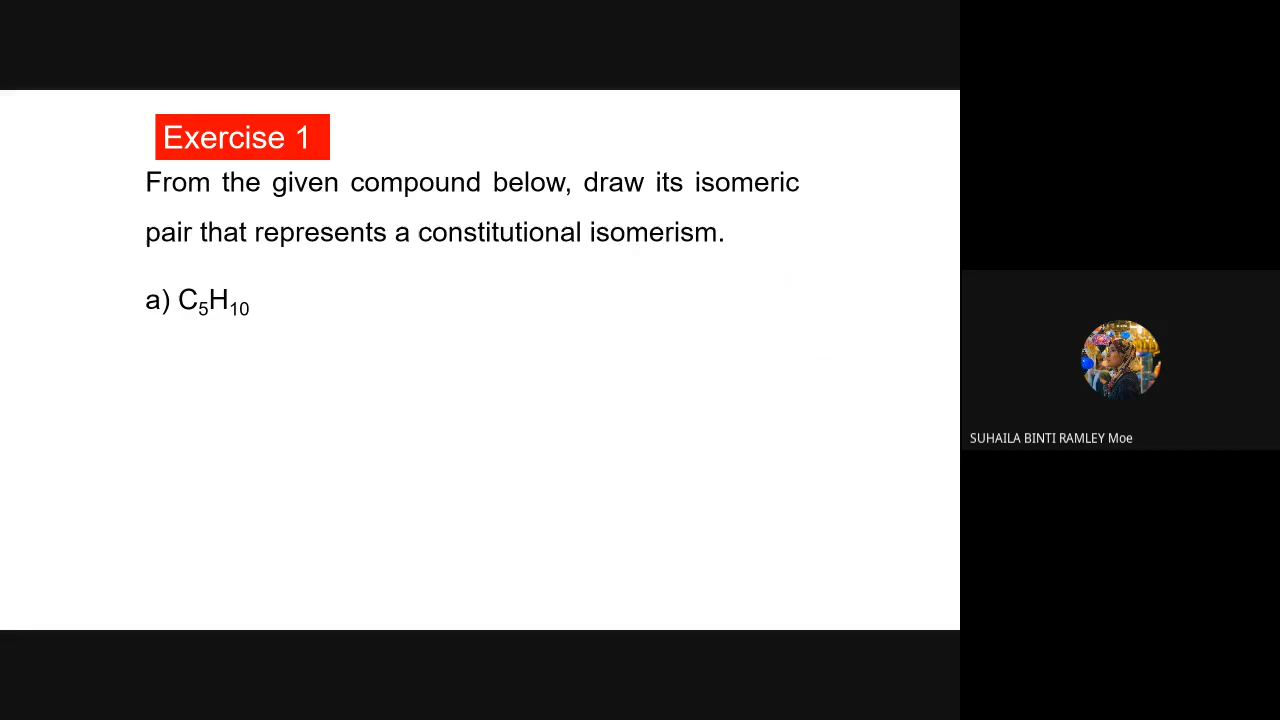 Exercise 1
From the given compound below, draw its isomeric
pair that represents a constitutional isomerism.
a) C₅H₁₀
SUHAILA BINTI RAMLEY Moe